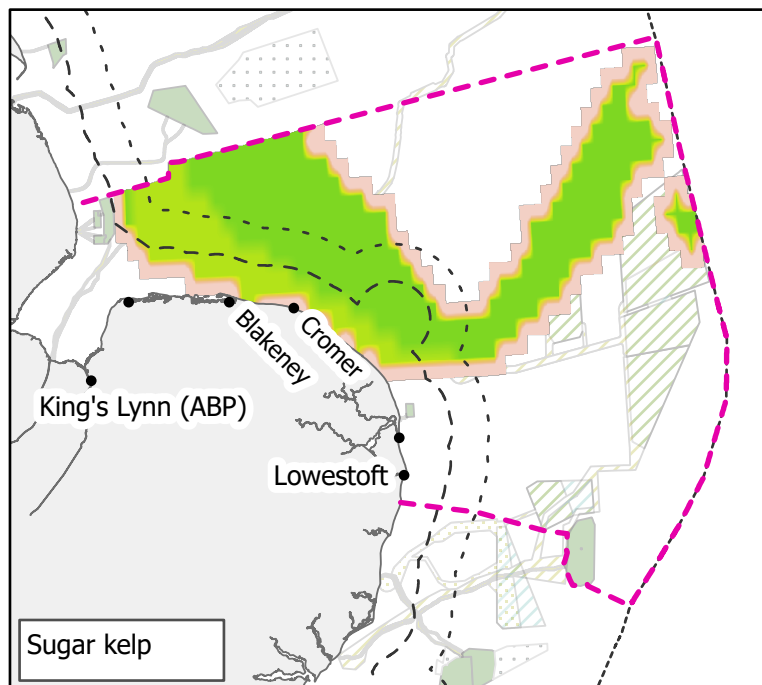 Blakeney
Cromer
King's Lynn (ABP)
Lowestoft
Sugar kelp